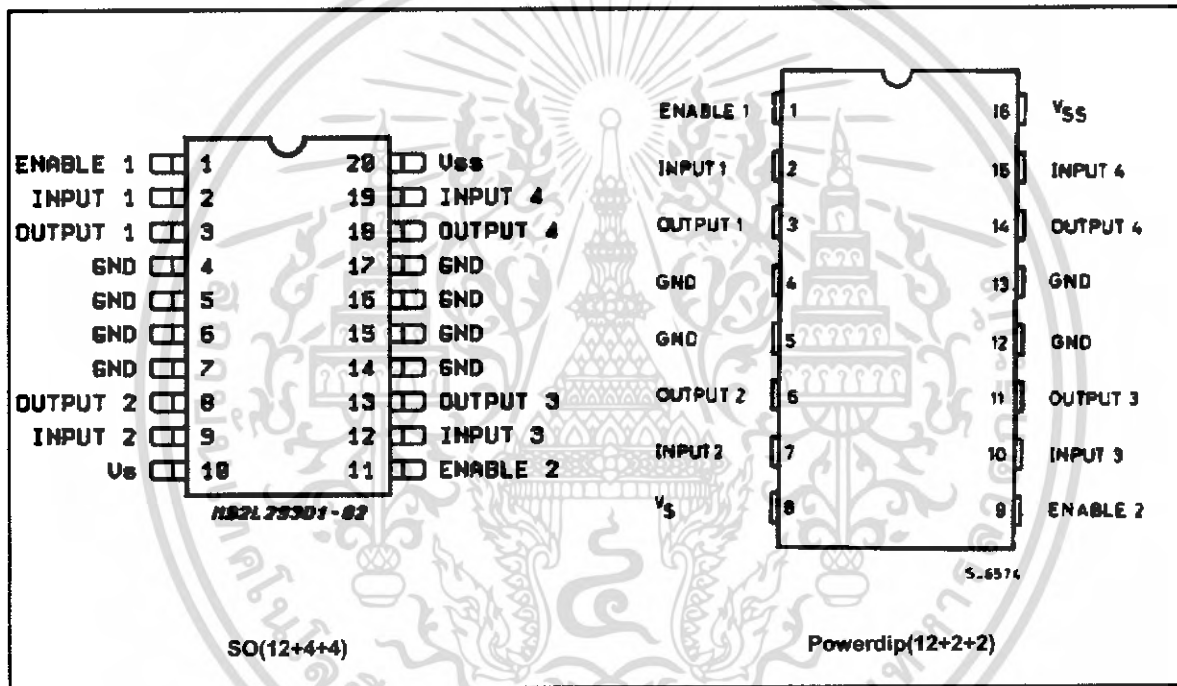 ENABLE 1 1 20 Vss
INPUT 1 2 19 INPUT 4
OUTPUT 1 3 18 OUTPUT 4
GND 4 17 GND
GND 5 16 GND
GND 6 15 GND
GND 7 14 GND
OUTPUT 2 8 13 OUTPUT 3
INPUT 2 9 12 INPUT 3
Vs 10 11 ENABLE 2
M92L293D1-02
SO(12+4+4)
ENABLE 1 1 16 VSS
INPUT 1 2 15 INPUT 4
OUTPUT 1 3 14 OUTPUT 4
GND 4 13 GND
GND 5 12 GND
OUTPUT 2 6 11 OUTPUT 3
INPUT 2 7 10 INPUT 3
VS 8 9 ENABLE 2
S-6574
Powerdip(12+2+2)